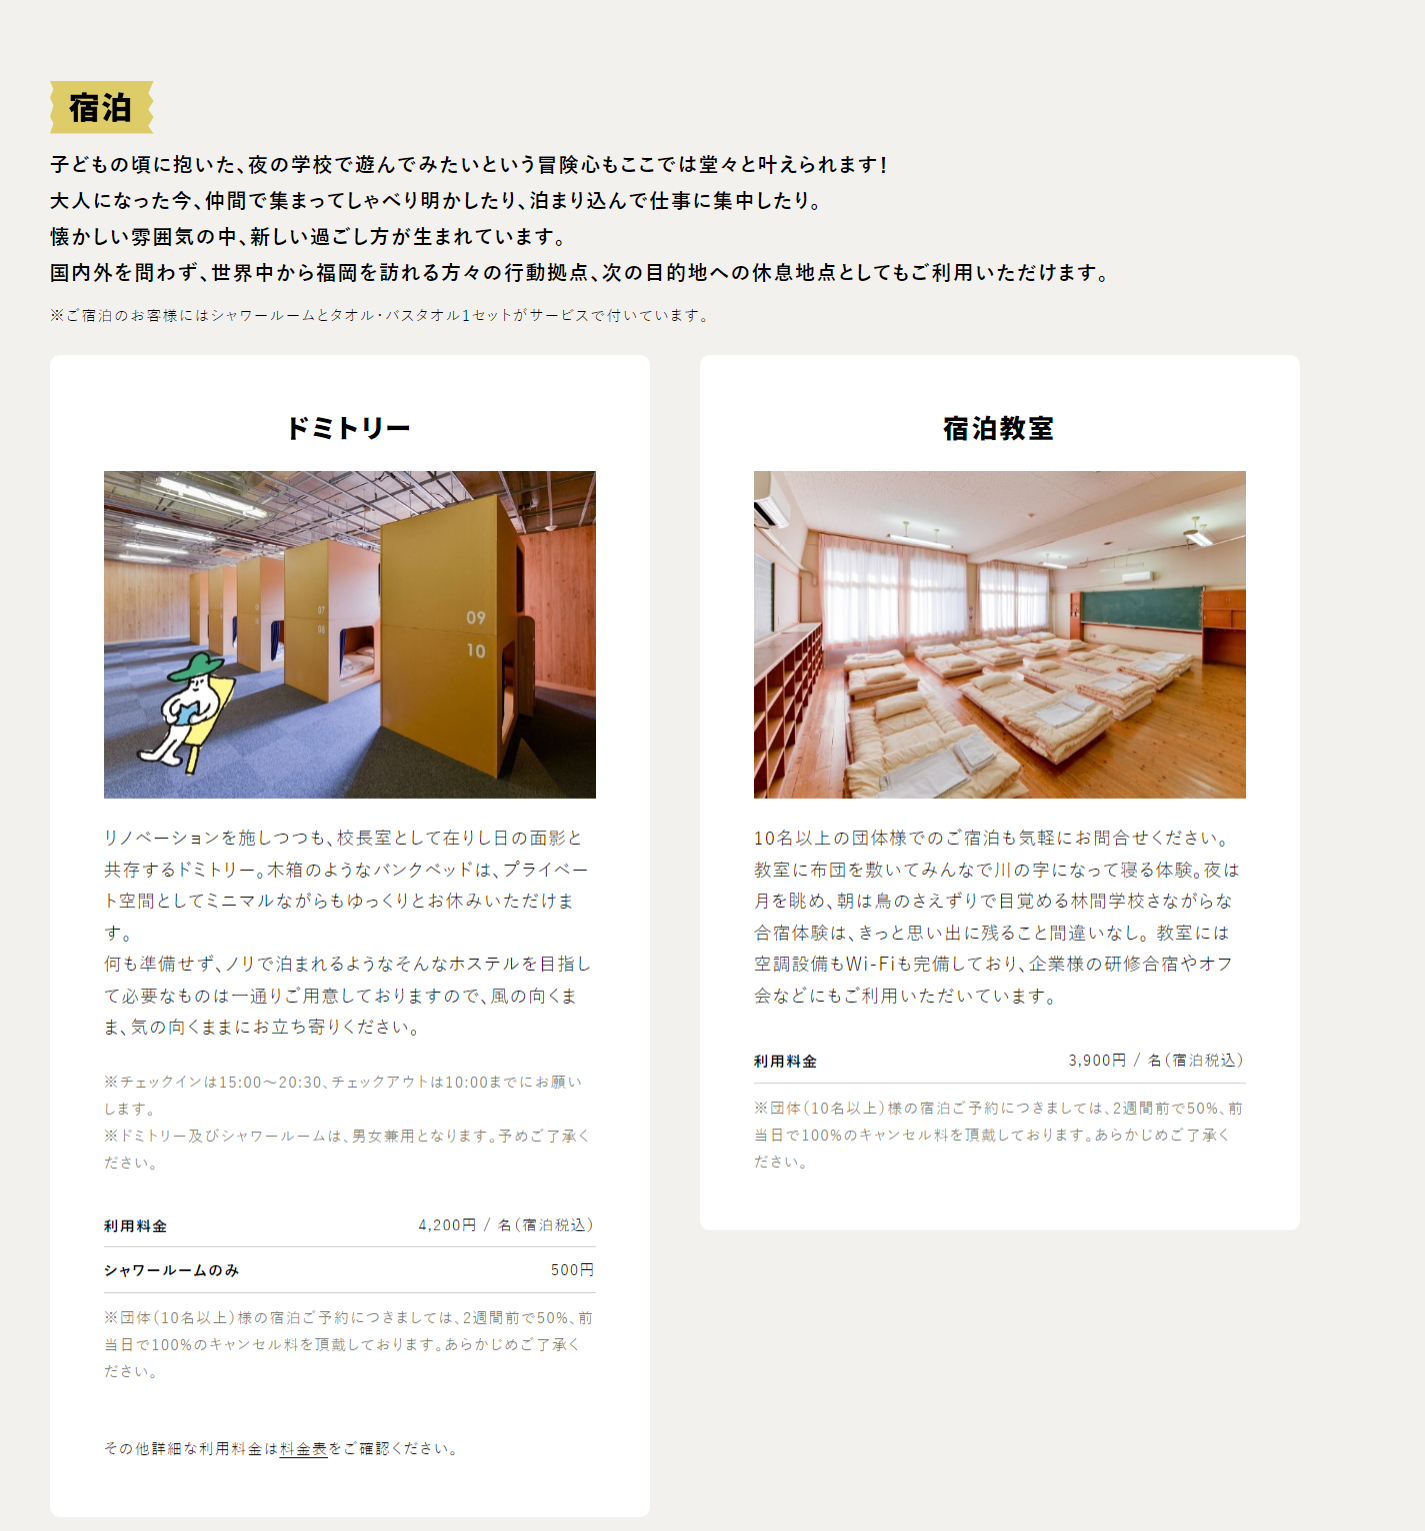 宿泊
子どもの頃に抱いた、夜の学校で遊んでみたいという冒険心もここでは堂々と叶えられます!
大人になった今、仲間で集まってしゃべり明かしたり、泊まり込んで仕事に集中したり。
懐かしい雰囲気の中、新しい過ごし方が生まれています。
国内外を問わず、世界中から福岡を訪れる方々の行動拠点、次の目的地への休息地点としてもご利用いただけます。
※ご宿泊のお客様にはシャワールームとタオル・バスタオル1セットがサービスで付いています。
ドミトリー
07
08
09
10
リノベーションを施しつつも、校長室として在りし日の面影と
共存するドミトリー。木箱のようなバンクベッドは、プライベー
ト空間としてミニマルながらもゆっくりとお休みいただけま
す。
何も準備せず、ノリで泊まれるようなそんなホステルを目指し
て必要なものは一通りご用意しておりますので、風の向くま
ま、気の向くままにお立ち寄りください。
※チェックインは15:00〜20:30、チェックアウトは10:00までにお願い
します。
※ドミトリー及びシャワールームは、男女兼用となります。予めご了承く
ださい。
利用料金 4,200円 / 名(宿泊税込)
シャワールームのみ 500円
※団体(10名以上)様の宿泊ご予約につきましては、2週間前で50%、前
当日で100%のキャンセル料を頂戴しております。あらかじめご了承く
ださい。
その他詳細な利用料金は料金表をご確認ください。
宿泊教室
10名以上の団体様でのご宿泊も気軽にお問合せください。
教室に布団を敷いてみんなで川の字になって寝る体験。夜は
月を眺め、朝は鳥のさえずりで目覚める林間学校さながらな
合宿体験は、きっと思い出に残ること間違いなし。 教室には
空調設備もWi-Fiも完備しており、企業様の研修合宿やオフ
会などにもご利用いただいています。
利用料金 3,900円 / 名(宿泊税込)
※団体(10名以上)様の宿泊ご予約につきましては、2週間前で50%、前
当日で100%のキャンセル料を頂戴しております。あらかじめご了承く
ださい。